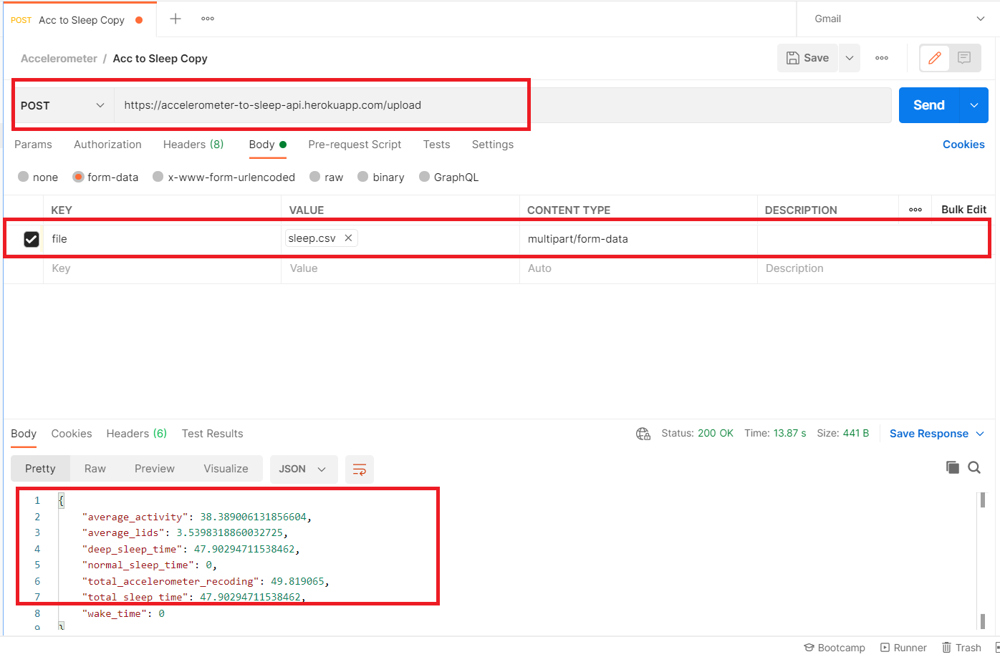 POST Acc to Sleep Copy
Gmail
Accelerometer / Acc to Sleep Copy
Save
POST https://accelerometer-to-sleep-api.herokuapp.com/upload
Send
Params Authorization Headers (8) Body Pre-request Script Tests Settings Cookies
none form-data x-www-form-urlencoded raw binary GraphQL
KEY VALUE CONTENT TYPE DESCRIPTION Bulk Edit
file sleep.csv multipart/form-data
Key Value Auto Description
Body Cookies Headers (6) Test Results Status: 200 OK Time: 13.87 s Size: 441 B Save Response
Pretty Raw Preview Visualize JSON
1 {
2 "average_activity": 38.389006131856604,
3 "average_lids": 3.5398318860032725,
4 "deep_sleep_time": 47.90294711538462,
5 "normal_sleep_time": 0,
6 "total_accelerometer_recoding": 49.819065,
7 "total_sleep_time": 47.90294711538462,
8 "wake_time": 0
9 }
Bootcamp Runner Trash